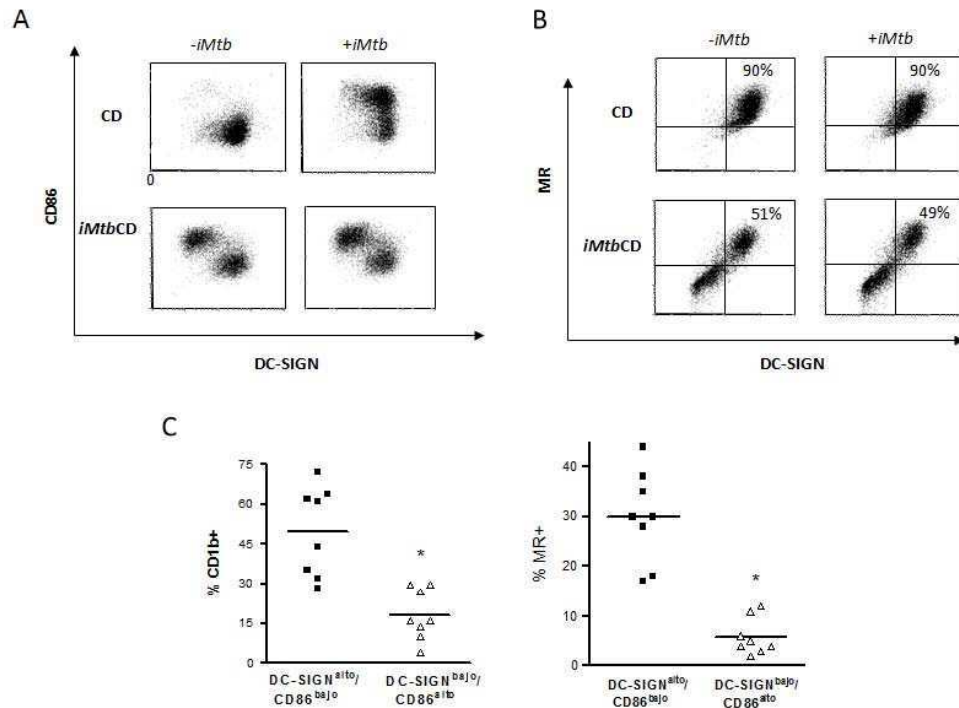 A
-iMtb
+iMtb
CD
0
CD86
iMtbCD
DC-SIGN
B
-iMtb
+iMtb
90%
90%
CD
MR
51%
49%
iMtbCD
DC-SIGN
C
75
60
45
30
15
0
% CD1b+
*
DC-SIGNalto/
CD86bajo
DC-SIGNbajo/
CD86alto
40
30
20
10
0
% MR+
*
DC-SIGNalto/
CD86bajo
DC-SIGNbajo/
CD86alto